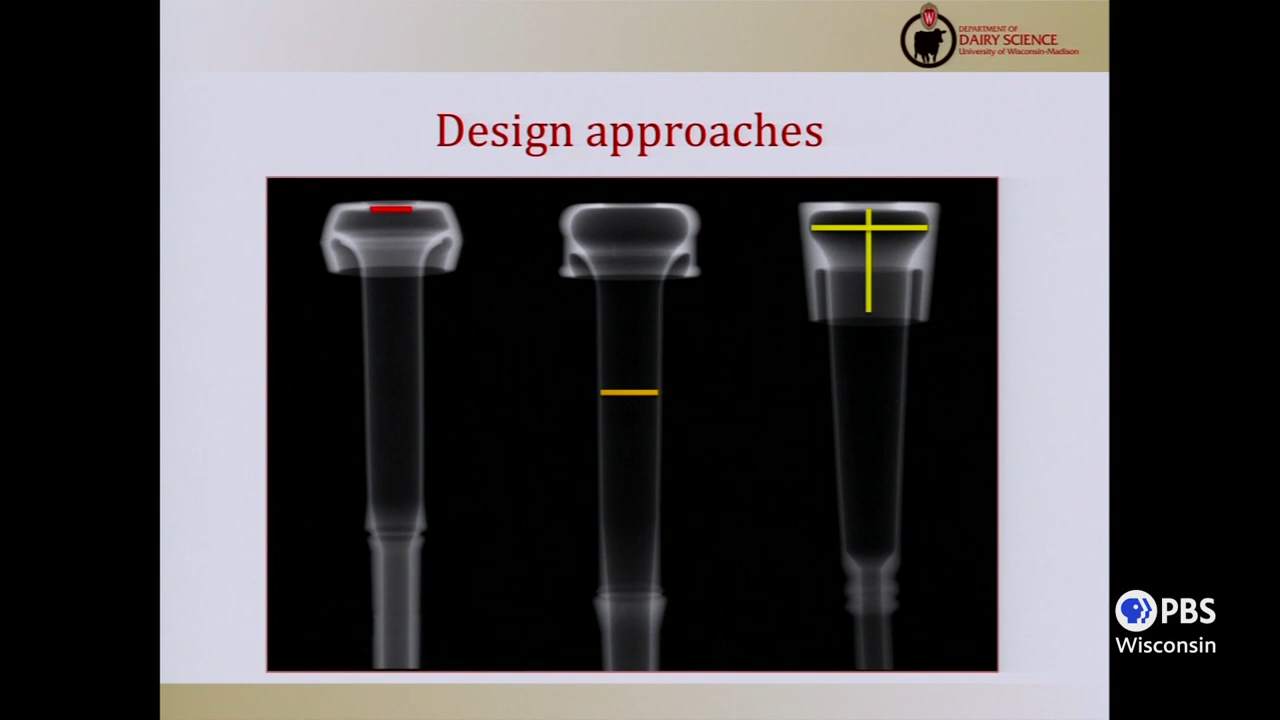 W
DEPARTMENT OF
DAIRY SCIENCE
University of Wisconsin-Madison
Design approaches
PBS
Wisconsin